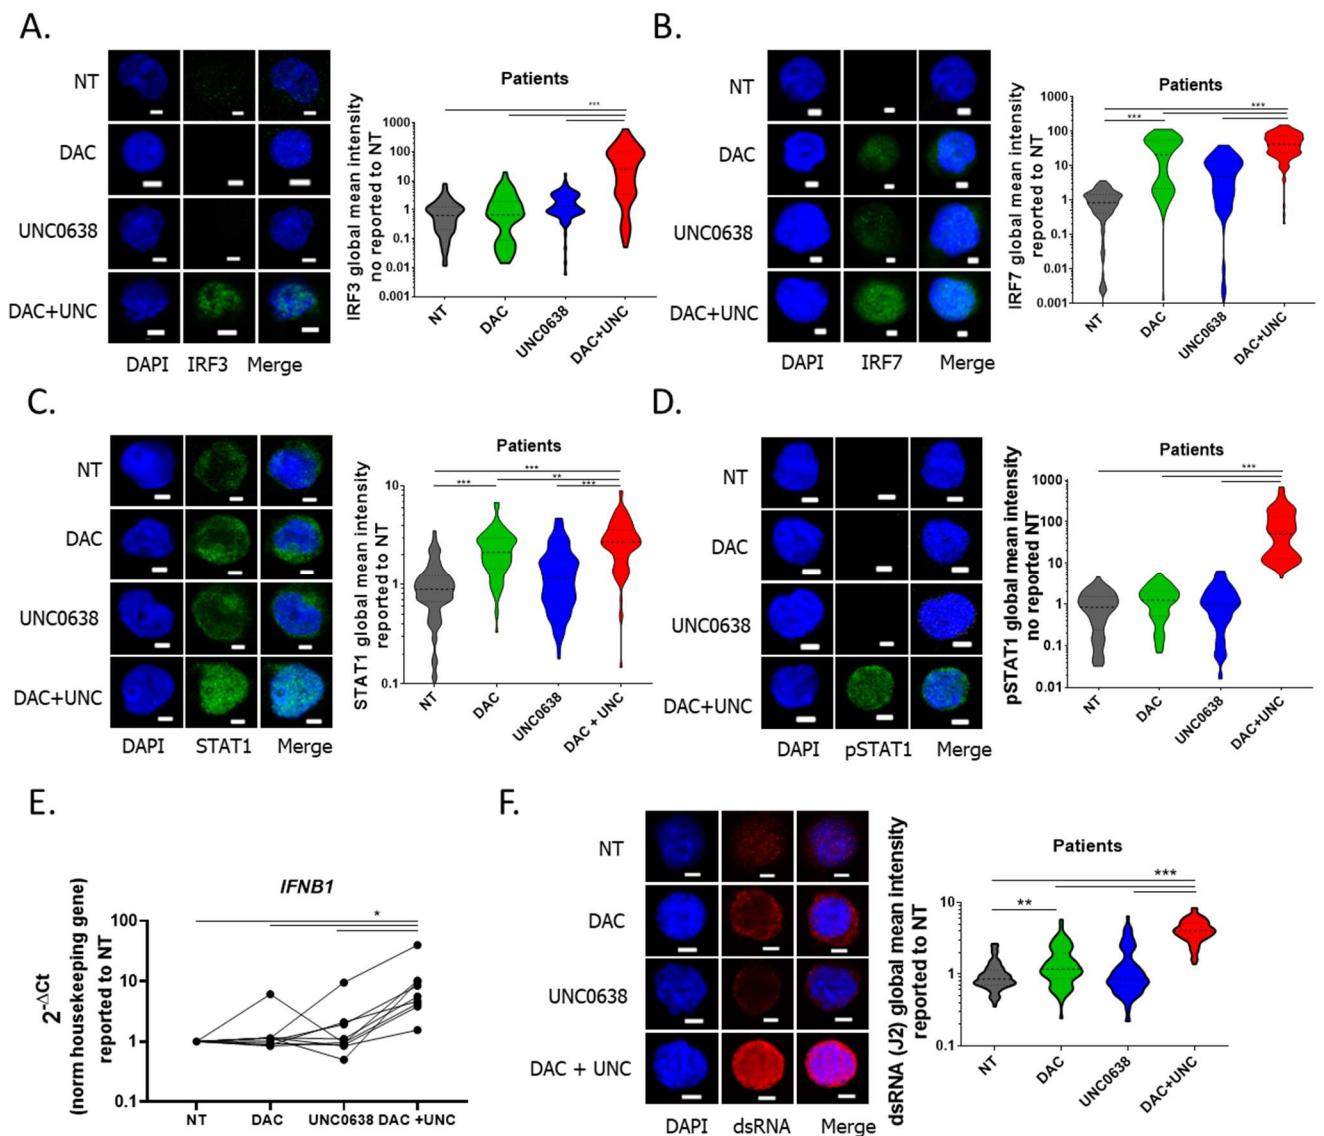 A.
NT
DAC
UNC0638
DAC+UNC
DAPI IRF3 Merge
Patients
IRF3 global mean intensity
no reported to NT
***
1000
100
10
1
0.1
0.01
0.001
NT DAC UNC0638 DAC+UNC
B.
NT
DAC
UNC0638
DAC+UNC
DAPI IRF7 Merge
Patients
IRF7 global mean intensity
reported to NT
***
***
1000
100
10
1
0.1
0.01
0.001
NT DAC UNC0638 DAC+UNC
C.
NT
DAC
UNC0638
DAC+UNC
DAPI STAT1 Merge
Patients
STAT1 global mean intensity
reported to NT
***
**
*** ***
10
1
0.1
NT DAC UNC0638 DAC + UNC
D.
NT
DAC
UNC0638
DAC+UNC
DAPI pSTAT1 Merge
Patients
pSTAT1 global mean intensity
no reported NT
***
1000
100
10
1
0.1
0.01
NT DAC UNC0638 DAC+UNC
E.
IFNB1
2-ΔCt
(norm housekeeping gene)
reported to NT
*
100
10
1
0.1
NT DAC UNC0638 DAC +UNC
F.
NT
DAC
UNC0638
DAC + UNC
DAPI dsRNA Merge
Patients
dsRNA (J2) global mean intensity
reported to NT
***
**
10
1
0.1
NT DAC UNC0638 DAC+UNC